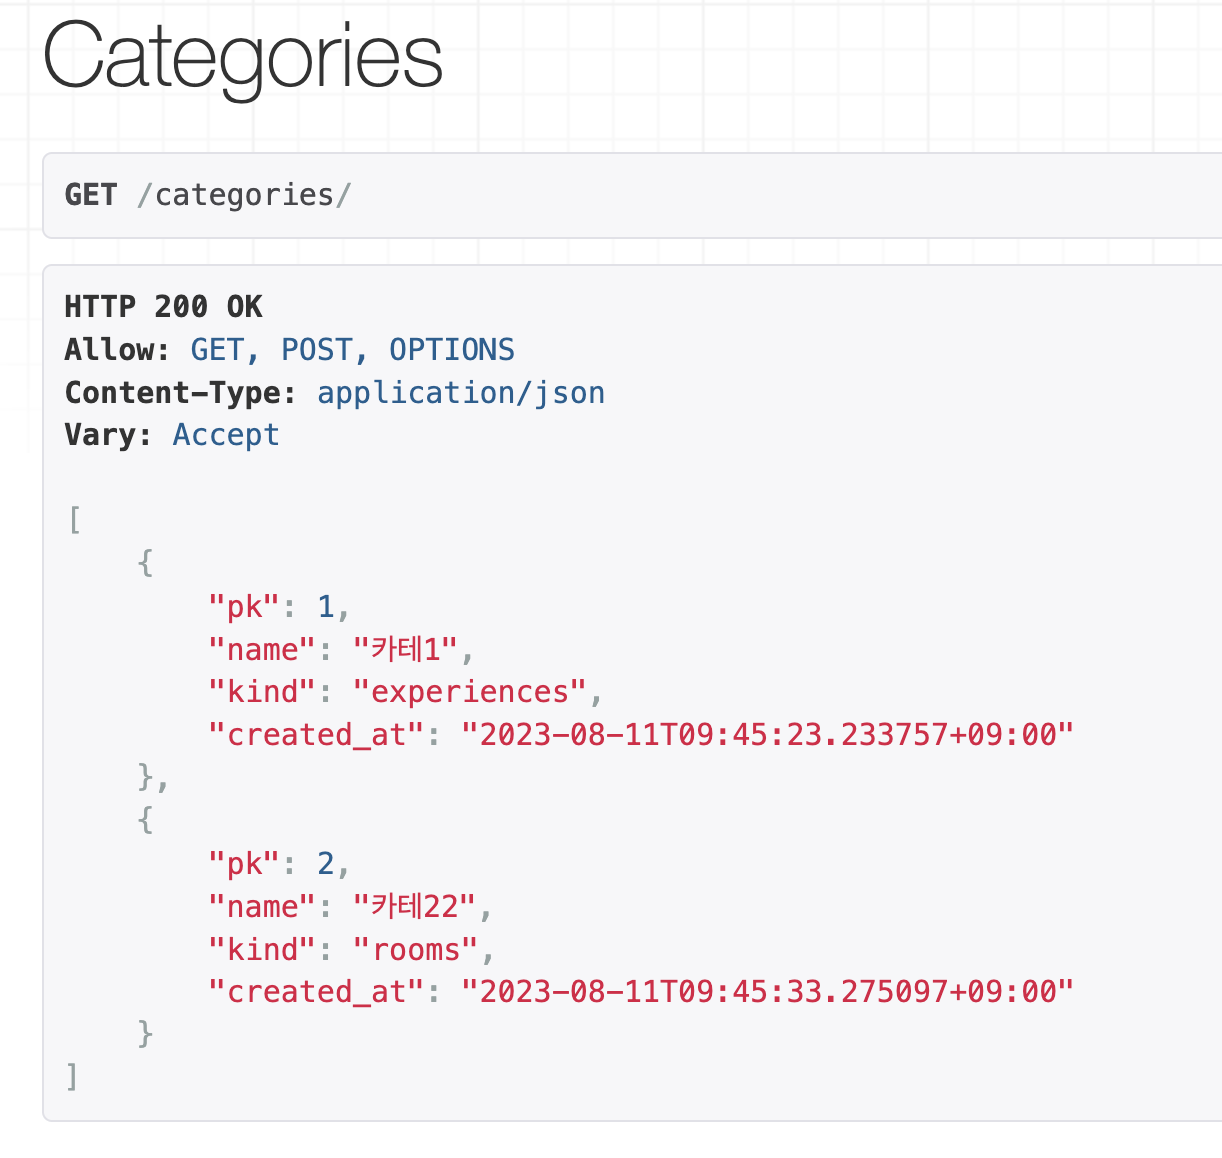 Categories
GET /categories/
HTTP 200 OK
Allow: GET, POST, OPTIONS
Content-Type: application/json
Vary: Accept
[
    {
        "pk": 1,
        "name": "카테1",
        "kind": "experiences",
        "created_at": "2023-08-11T09:45:23.233757+09:00"
    },
    {
        "pk": 2,
        "name": "카테22",
        "kind": "rooms",
        "created_at": "2023-08-11T09:45:33.275097+09:00"
    }
]